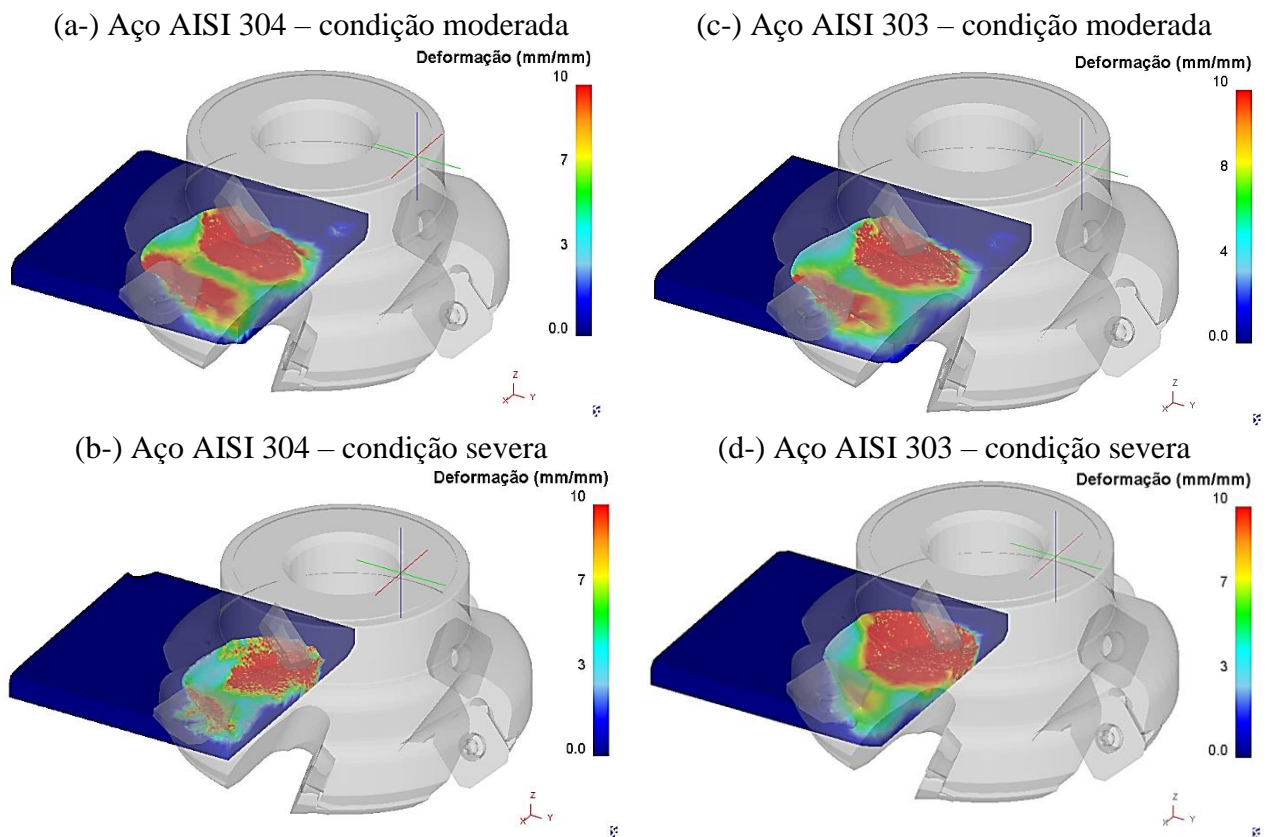 (a-) Aço AISI 304 – condição moderada
Deformação (mm/mm)
10
7
3
0.0
Z
X
Y
(c-) Aço AISI 303 – condição moderada
Deformação (mm/mm)
10
8
4
0.0
Z
X
Y
(b-) Aço AISI 304 – condição severa
Deformação (mm/mm)
10
7
3
0.0
Z
X
Y
(d-) Aço AISI 303 – condição severa
Deformação (mm/mm)
10
7
3
0.0
Z
X
Y